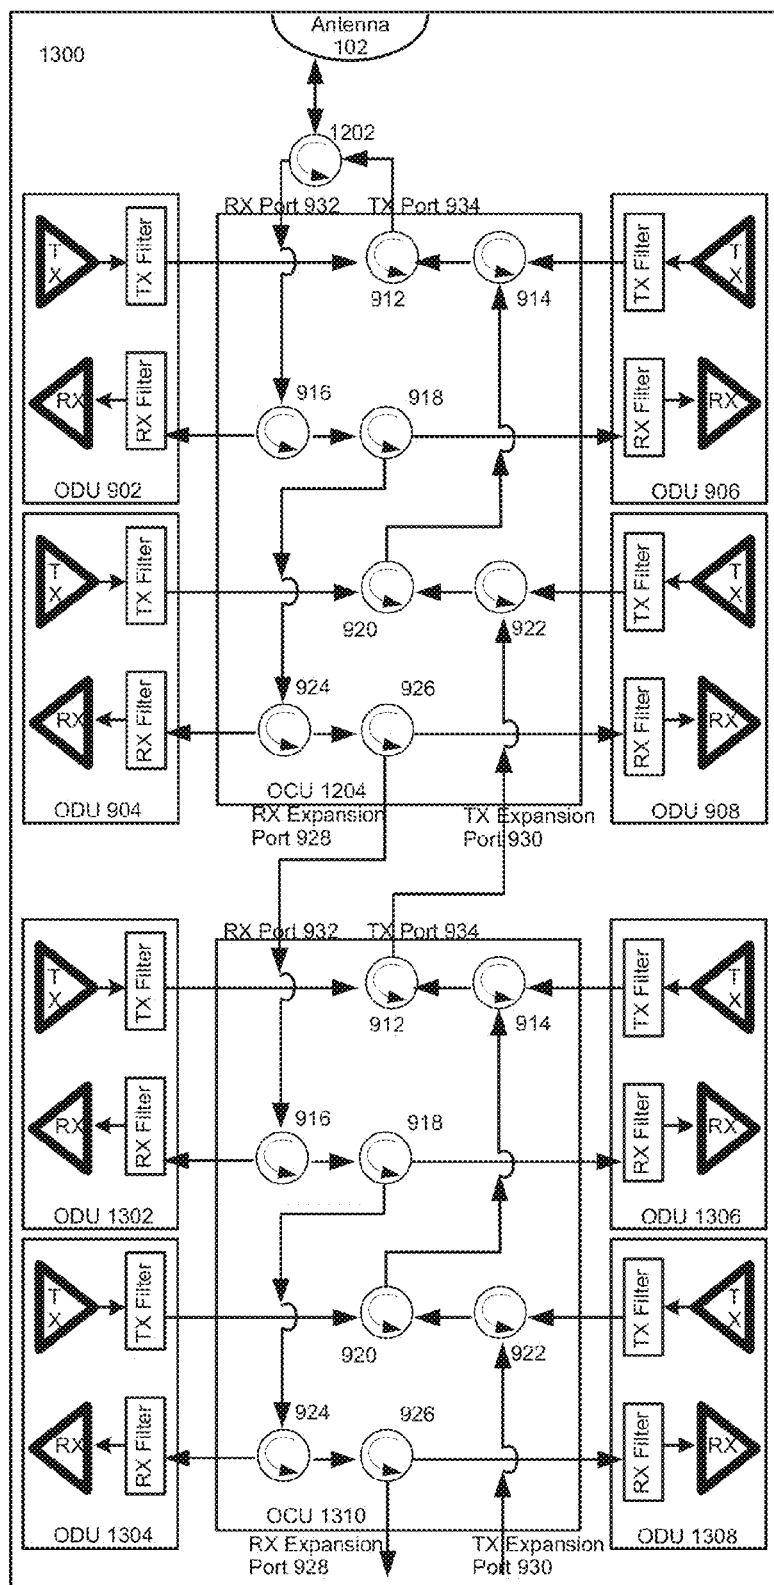 Antenna
102
1300
1202
RX Port 932
TX Port 934
T
X
TX Filter
912
914
TX Filter
T
X
RX
RX Filter
916
918
RX Filter
RX
ODU 902
ODU 906
T
X
TX Filter
920
922
TX Filter
T
X
RX
RX Filter
924
926
RX Filter
RX
ODU 904
OCU 1204
ODU 908
RX Expansion
Port 928
TX Expansion
Port 930
RX Port 932
TX Port 934
T
X
TX Filter
912
914
TX Filter
T
X
RX
RX Filter
916
918
RX Filter
RX
ODU 1302
ODU 1306
T
X
TX Filter
920
922
TX Filter
T
X
RX
RX Filter
924
926
RX Filter
RX
ODU 1304
OCU 1310
ODU 1308
RX Expansion
Port 928
TX Expansion
Port 930